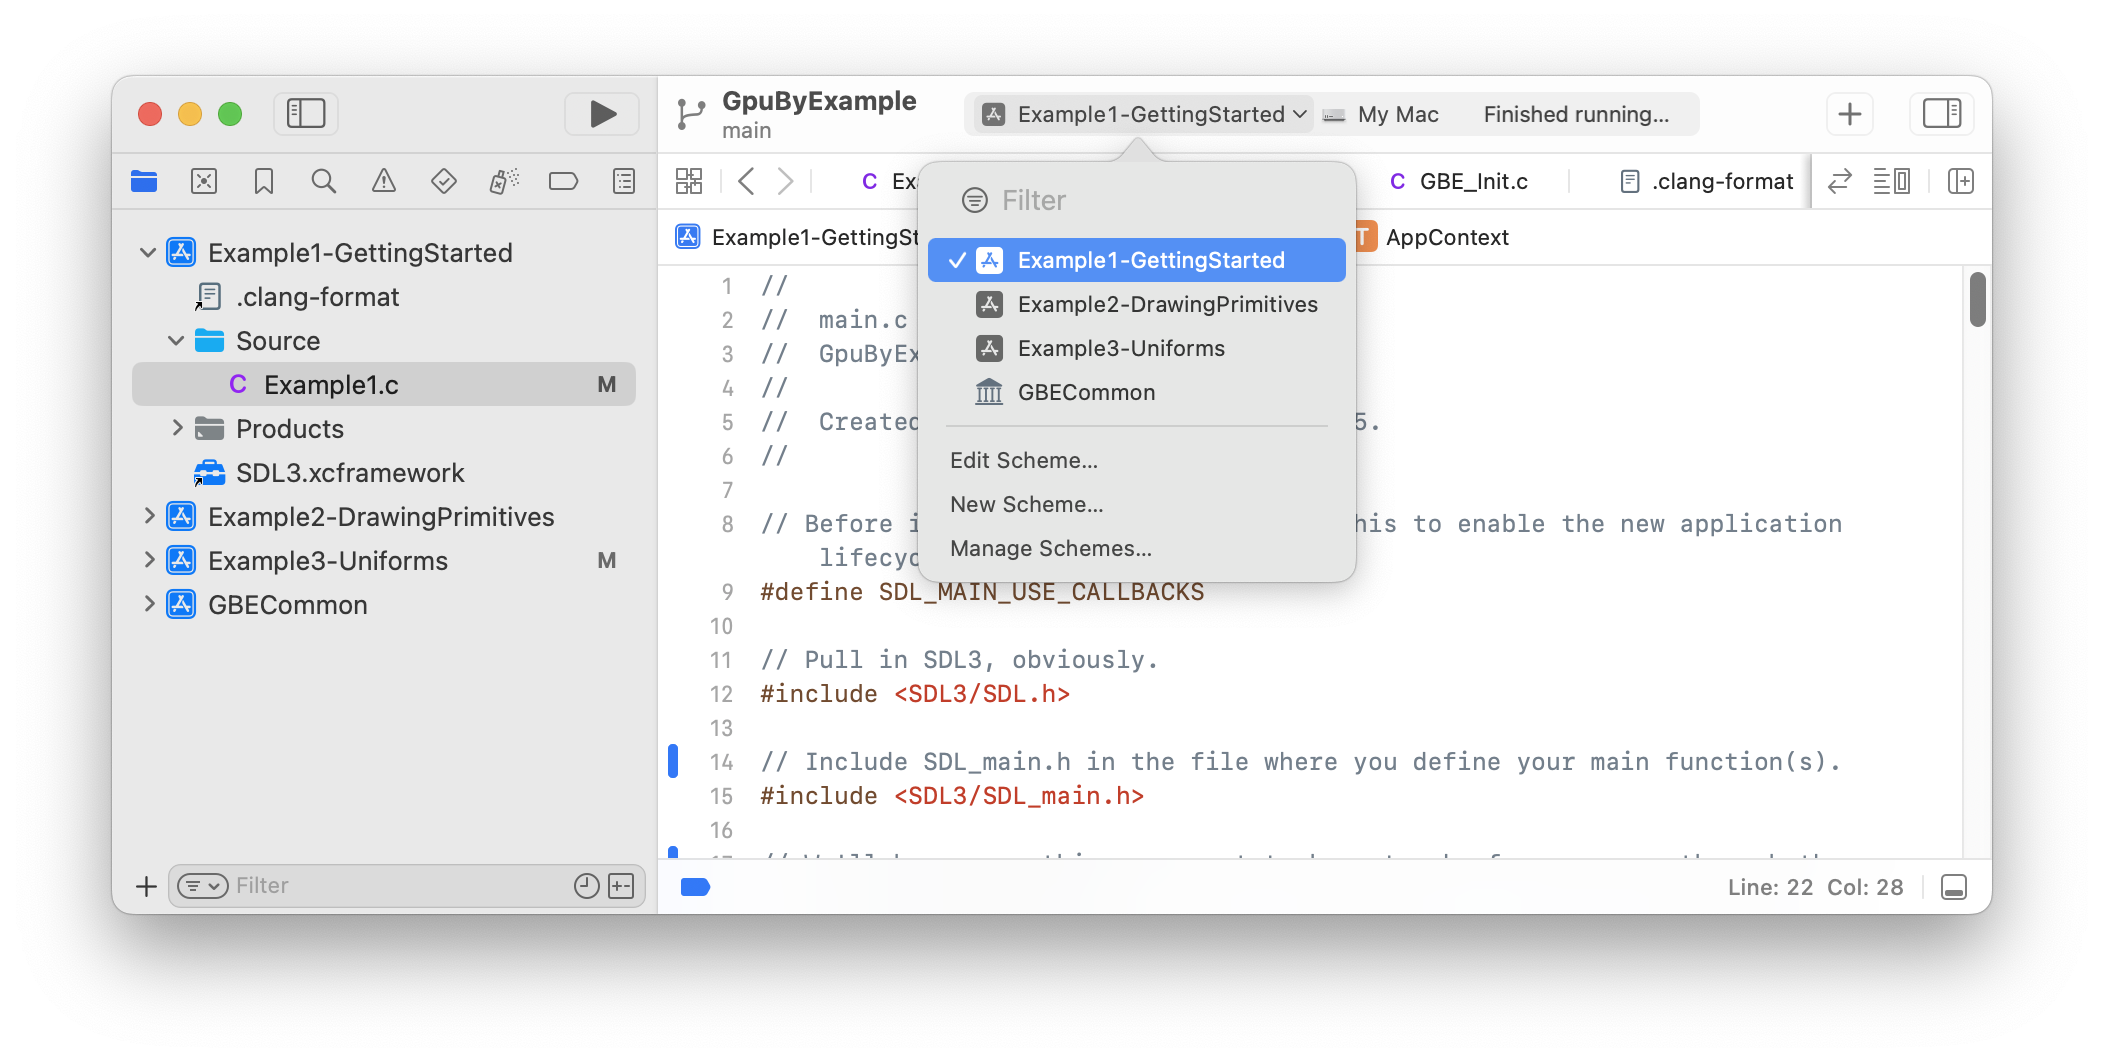 GpuByExample
main
Example1-GettingStarted
My Mac
Finished running...
C Ex
C GBE_Init.c
.clang-format
Example1-GettingSt
T AppContext
Example1-GettingStarted
.clang-format
Source
C Example1.c M
Products
SDL3.xcframework
Example2-DrawingPrimitives
Example3-Uniforms M
GBECommon
Filter
Filter
Example1-GettingStarted
Example2-DrawingPrimitives
Example3-Uniforms
GBECommon
Edit Scheme...
New Scheme...
Manage Schemes...
1 //
2 // main.c
3 // GpuByEx
4 //
5 // Created 5.
6 //
7
8 // Before i his to enable the new application
lifecyc
9 #define SDL_MAIN_USE_CALLBACKS
10
11 // Pull in SDL3, obviously.
12 #include <SDL3/SDL.h>
13
14 // Include SDL_main.h in the file where you define your main function(s).
15 #include <SDL3/SDL_main.h>
16
Line: 22 Col: 28